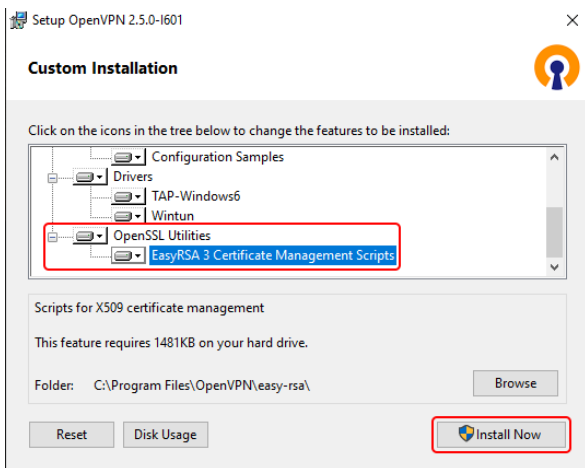 Setup OpenVPN 2.5.0-I601
Custom Installation
Click on the icons in the tree below to change the features to be installed:
Configuration Samples
Drivers
TAP-Windows6
Wintun
OpenSSL Utilities
EasyRSA 3 Certificate Management Scripts
Scripts for X509 certificate management
This feature requires 1481KB on your hard drive.
Folder: C:\Program Files\OpenVPN\easy-rsa\ Browse
Reset Disk Usage Install Now